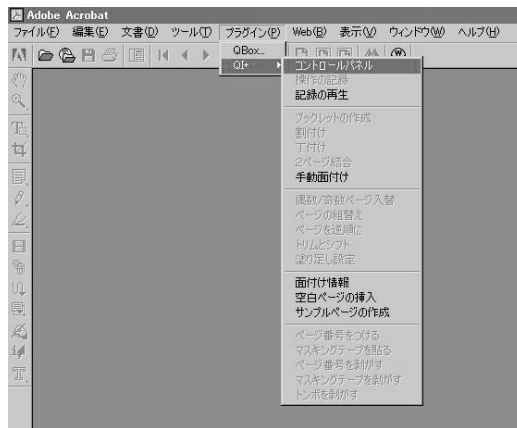 Adobe Acrobat
ファイル(F) 編集(E) 文書(D) ツール(T) プラグイン(P) Web(B) 表示(V) ウィンドウ(W) ヘルプ(H)
QBox...
QI+
コントロールパネル
操作の記録
記録の再生
ブックレットの作成
割付け
丁付け
2ページ結合
手動面付け
偶数/奇数ページ入替
ページの組替え
ページを逆順に
トリムとシフト
塗り足し設定
面付け情報
空白ページの挿入
サンプルページの作成
ページ番号をつける
マスキングテープを貼る
ページ番号を剥がす
マスキングテープを剥がす
トンボを剥がす